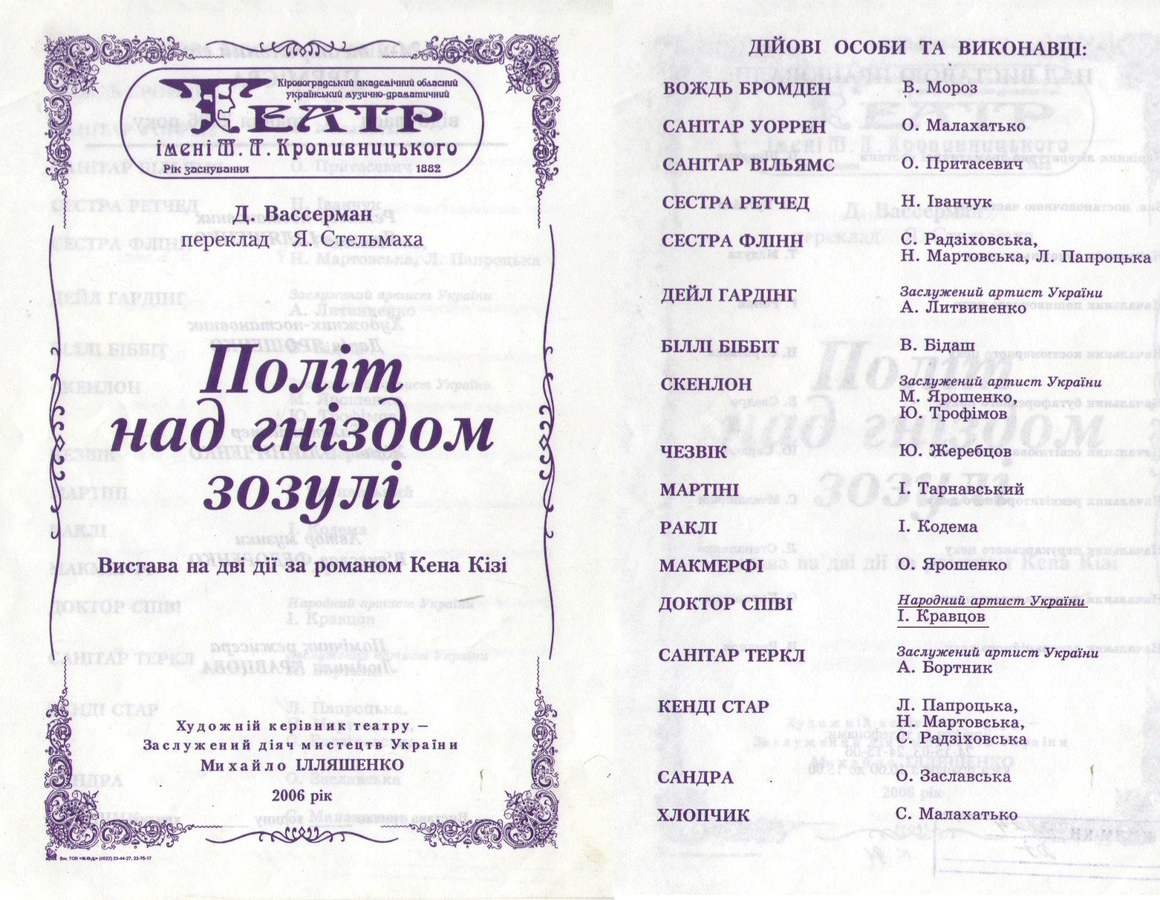 Кіровоградський академічний обласний
український музично-драматичний
ТЕАТР
імені М. Л. Кропивницького
Рік заснування 1882
Д. Вассерман
переклад Я. Стельмаха
Політ
над гніздом
зозулі
Вистава на дві дії за романом Кена Кізі
Художній керівник театру —
Заслужений діяч мистецтв України
Михайло ІЛЛЯШЕНКО
2006 рік
ДІЙОВІ ОСОБИ ТА ВИКОНАВЦІ:
ВОЖДЬ БРОМДЕН В. Мороз
САНІТАР УОРРЕН О. Малахатько
САНІТАР ВІЛЬЯМС О. Притасевич
СЕСТРА РЕТЧЕД Н. Іванчук
СЕСТРА ФЛІНН С. Радзіховська,
Н. Мартовська, Л. Папроцька
ДЕЙЛ ГАРДІНГ Заслужений артист України
А. Литвиненко
БІЛЛІ БІББІТ В. Бідаш
СКЕНЛОН Заслужений артист України
М. Ярошенко,
Ю. Трофімов
ЧЕЗВІК Ю. Жеребцов
МАРТІНІ І. Тарнавський
РАКЛІ І. Кодема
МАКМЕРФІ О. Ярошенко
ДОКТОР СПІВІ Народний артист України
І. Кравцов
САНІТАР ТЕРКЛ Заслужений артист України
А. Бортник
КЕНДІ СТАР Л. Папроцька,
Н. Мартовська,
С. Радзіховська
САНДРА О. Заславська
ХЛОПЧИК С. Малахатько